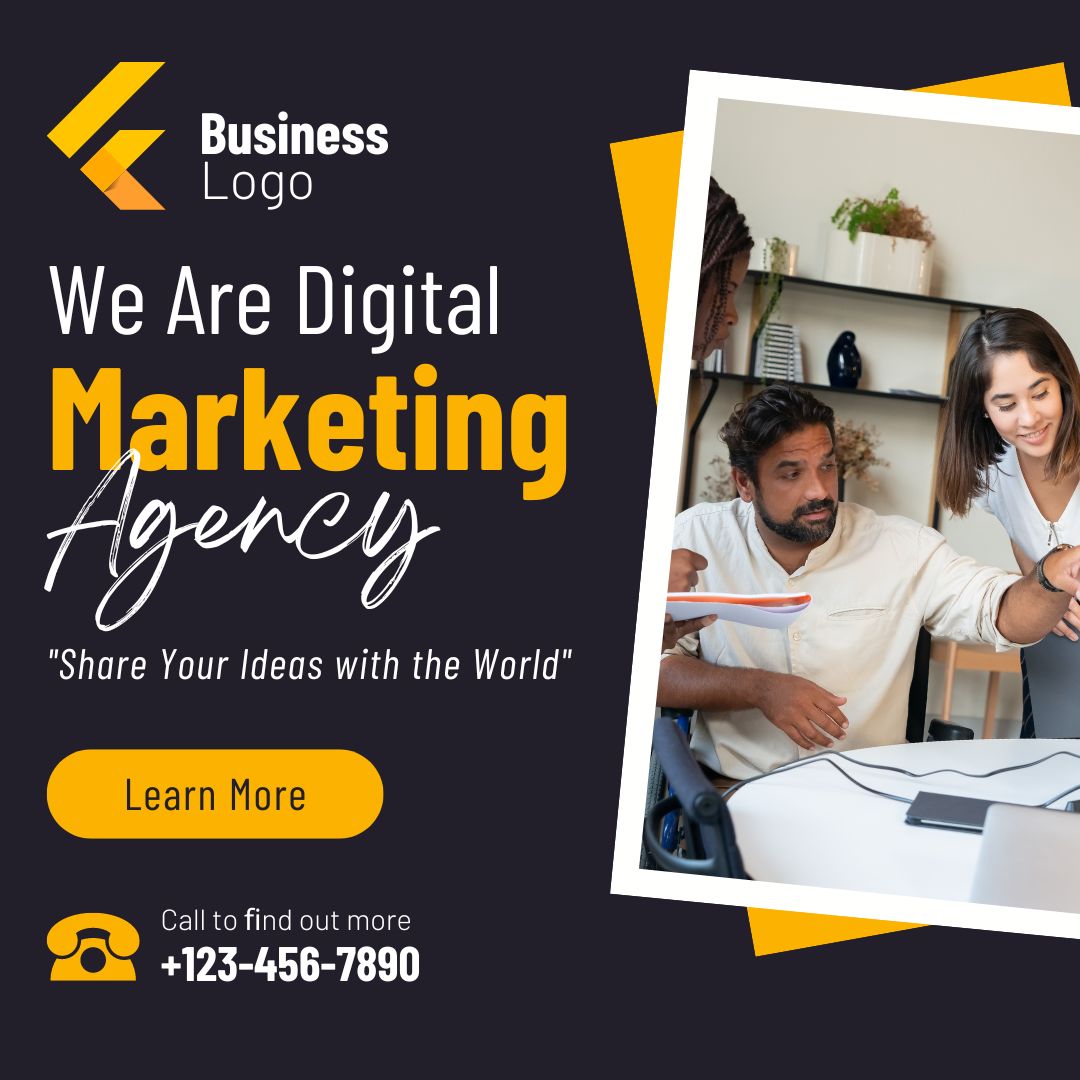 Business
Logo
We Are Digital
Marketing
Agency
"Share Your Ideas with the World"
Learn More
Call to find out more
+123-456-7890